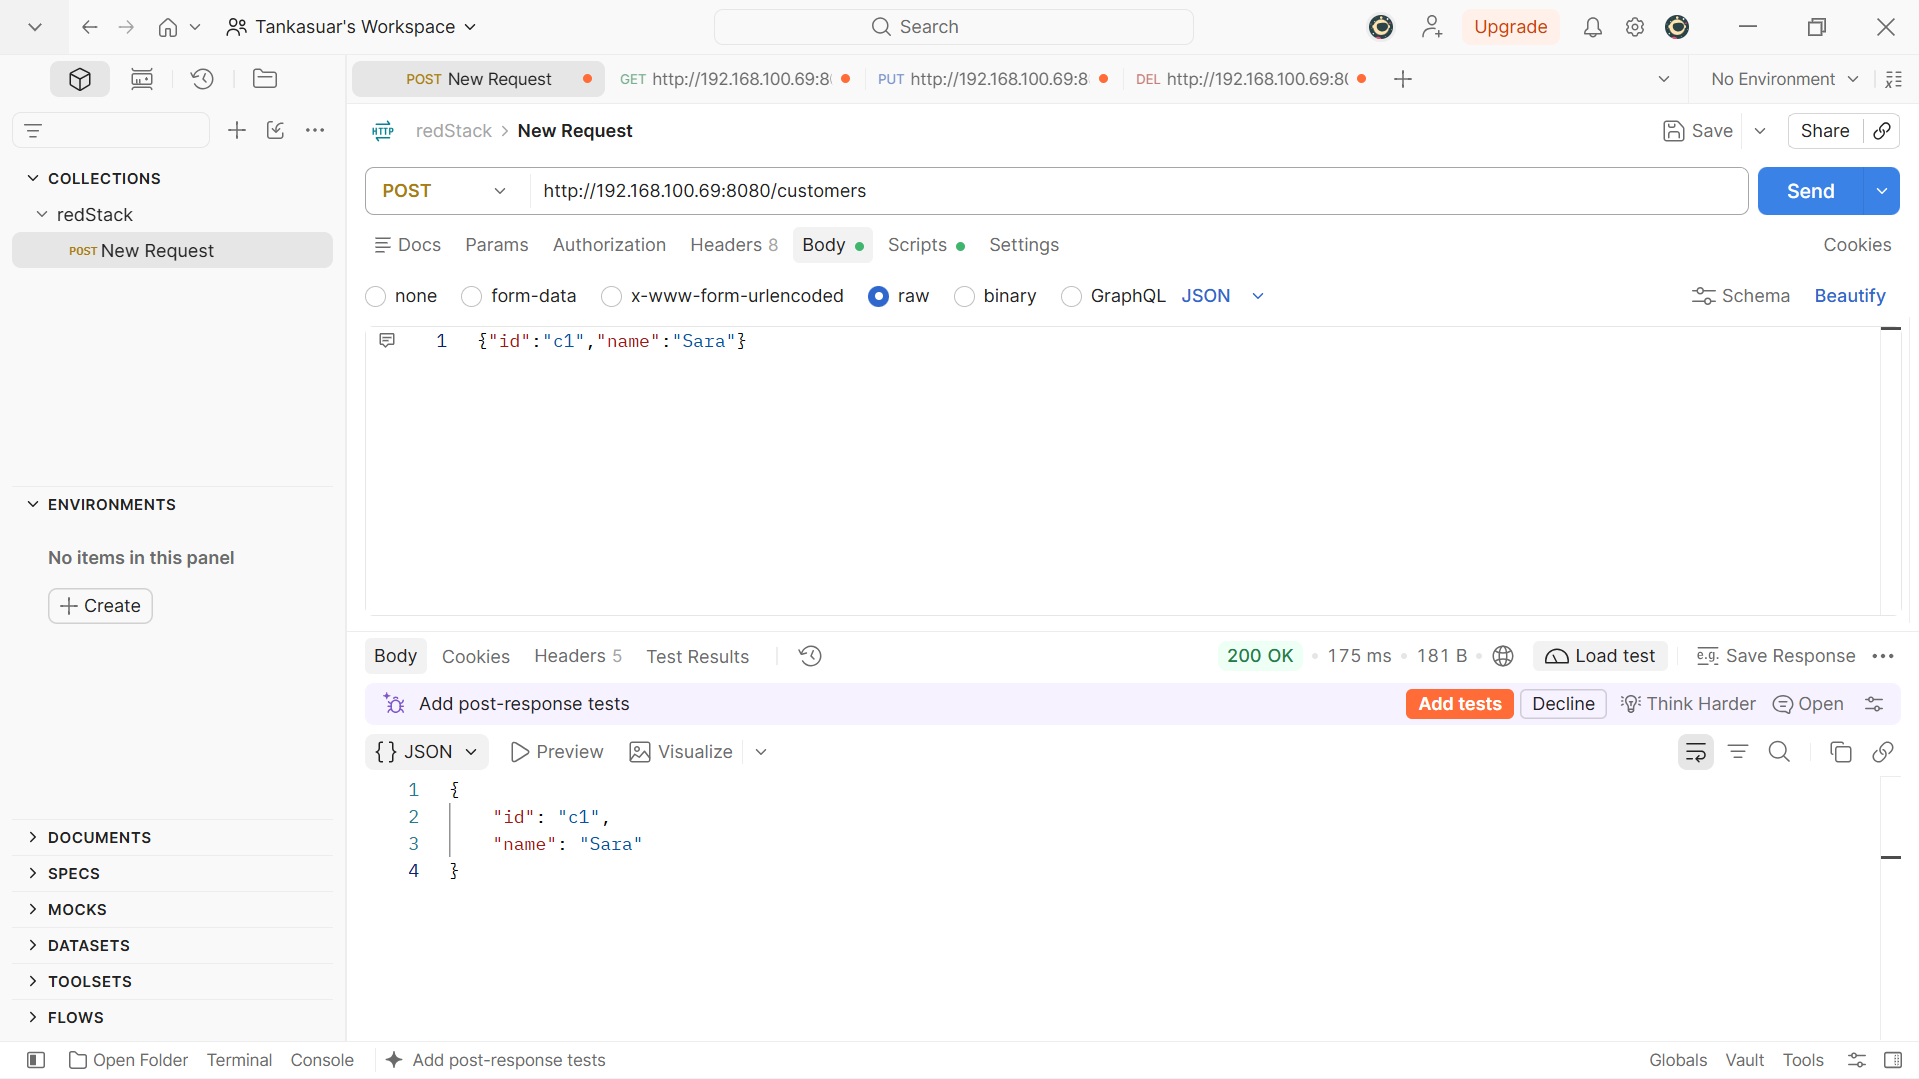 Tankasuar's Workspace
Search
Upgrade
POST New Request
GET http://192.168.100.69:8
PUT http://192.168.100.69:8
DEL http://192.168.100.69:80
No Environment
COLLECTIONS
redStack
POST New Request
ENVIRONMENTS
No items in this panel
Create
DOCUMENTS
SPECS
MOCKS
DATASETS
TOOLSETS
FLOWS
HTTP redStack > New Request
Save
Share
POST http://192.168.100.69:8080/customers
Send
Docs Params Authorization Headers 8 Body Scripts Settings
Cookies
none form-data x-www-form-urlencoded raw binary GraphQL JSON
Schema Beautify
1 {"id":"c1","name":"Sara"}
Body Cookies Headers 5 Test Results
200 OK • 175 ms • 181 B •
Load test
e.g. Save Response
Add post-response tests
Add tests Decline Think Harder Open
{} JSON Preview Visualize
1 {
2 "id": "c1",
3 "name": "Sara"
4 }
Open Folder Terminal Console Add post-response tests
Globals Vault Tools